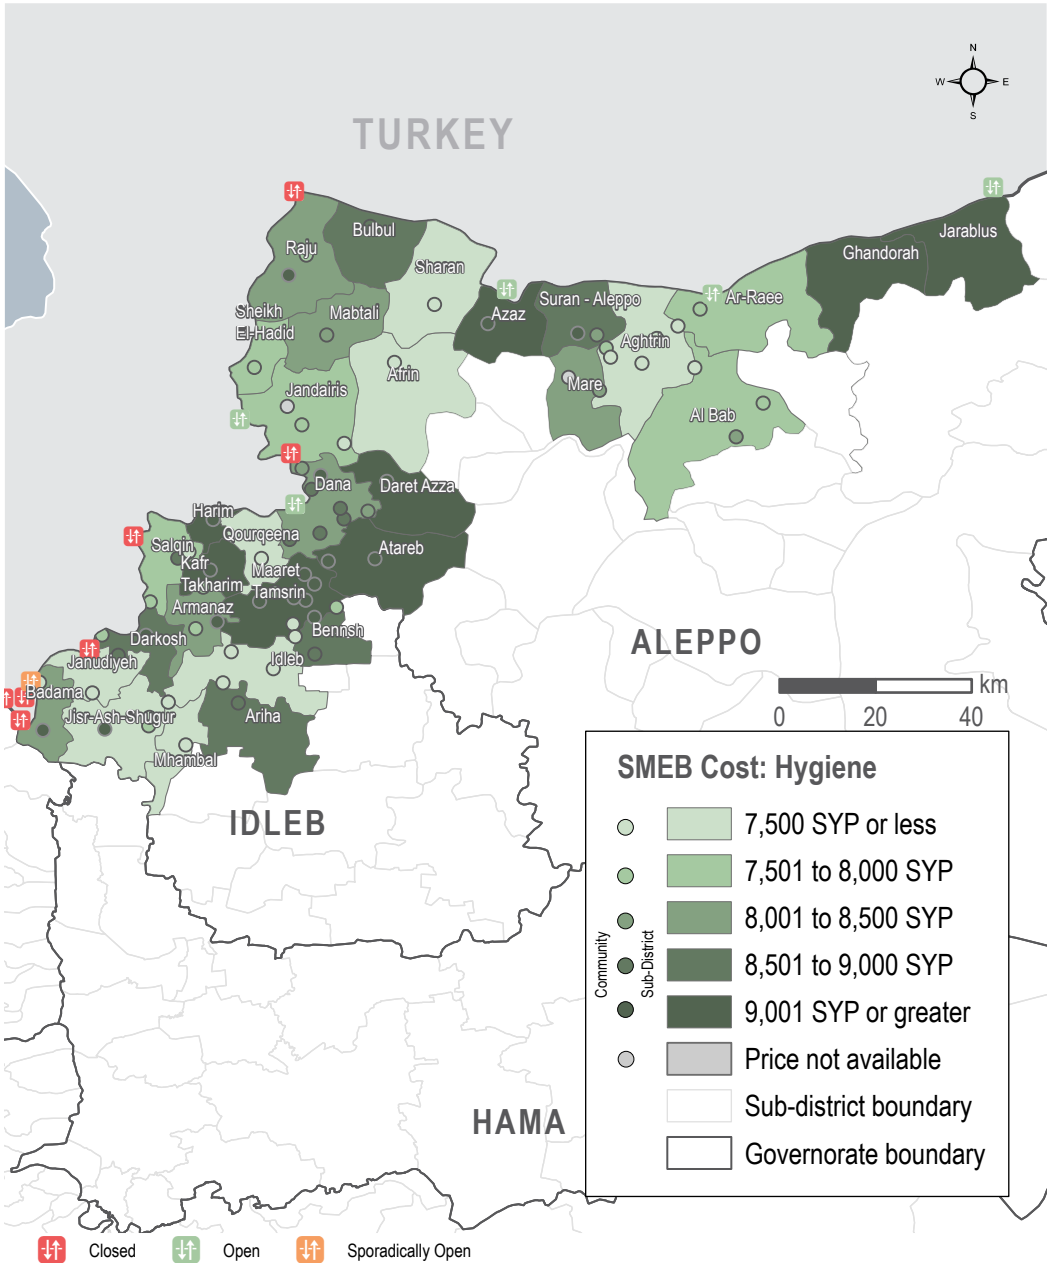 N
W
E
S
TURKEY
Jarablus
Bulbul
Raju
Ghandorah
Sharan
Suran - Aleppo
Ar-Raee
Sheikh
El-Hadid
Mabtali
Azaz
Aghtrin
Afrin
Jandairis
Mare
Al Bab
Dana
Daret Azza
Harim
Qourqeena
Salqin
Kafr
Takharim
Atareb
Maaret
Tamsrin
Armanaz
Bennsh
Darkosh
Janudiyeh
Idleb
Badama
Jisr-Ash-Shugur
Ariha
Mhambal
ALEPPO
km
0 20 40
IDLEB
HAMA
SMEB Cost: Hygiene
7,500 SYP or less
7,501 to 8,000 SYP
8,001 to 8,500 SYP
8,501 to 9,000 SYP
9,001 SYP or greater
Price not available
Sub-district boundary
Governorate boundary
Community
Sub-District
Closed
Open
Sporadically Open